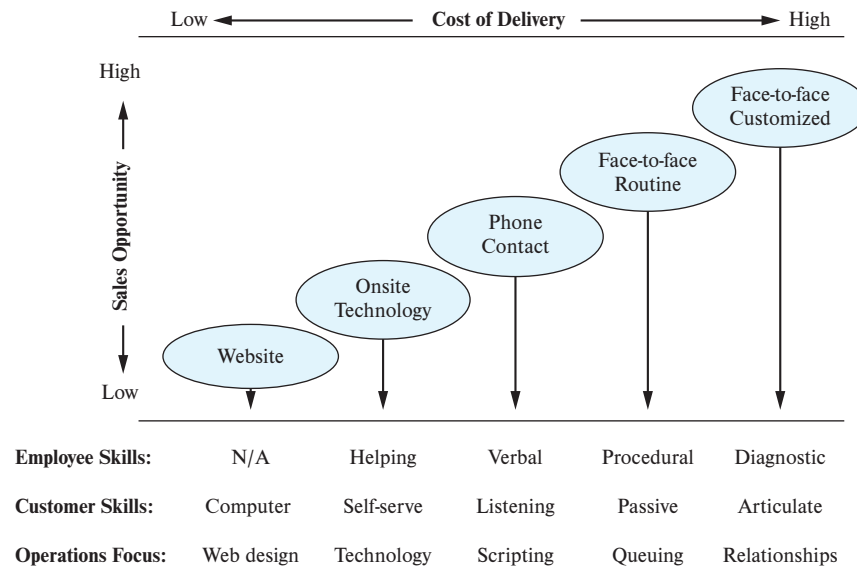 Low Cost of Delivery High
High
Face-to-face
Customized
Face-to-face
Routine
Phone
Contact
Sales Opportunity
Onsite
Technology
Website
Low
Employee Skills: N/A Helping Verbal Procedural Diagnostic
Customer Skills: Computer Self-serve Listening Passive Articulate
Operations Focus: Web design Technology Scripting Queuing Relationships